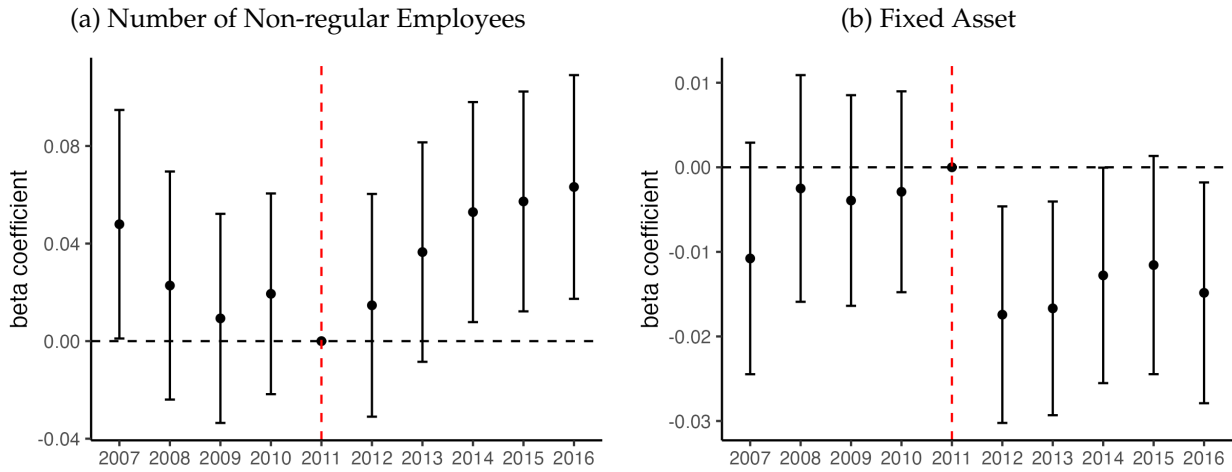 (a) Number of Non-regular Employees
beta coefficient
0.08
0.04
0.00
-0.04
2007 2008 2009 2010 2011 2012 2013 2014 2015 2016
(b) Fixed Asset
beta coefficient
0.01
0.00
-0.01
-0.02
-0.03
2007 2008 2009 2010 2011 2012 2013 2014 2015 2016